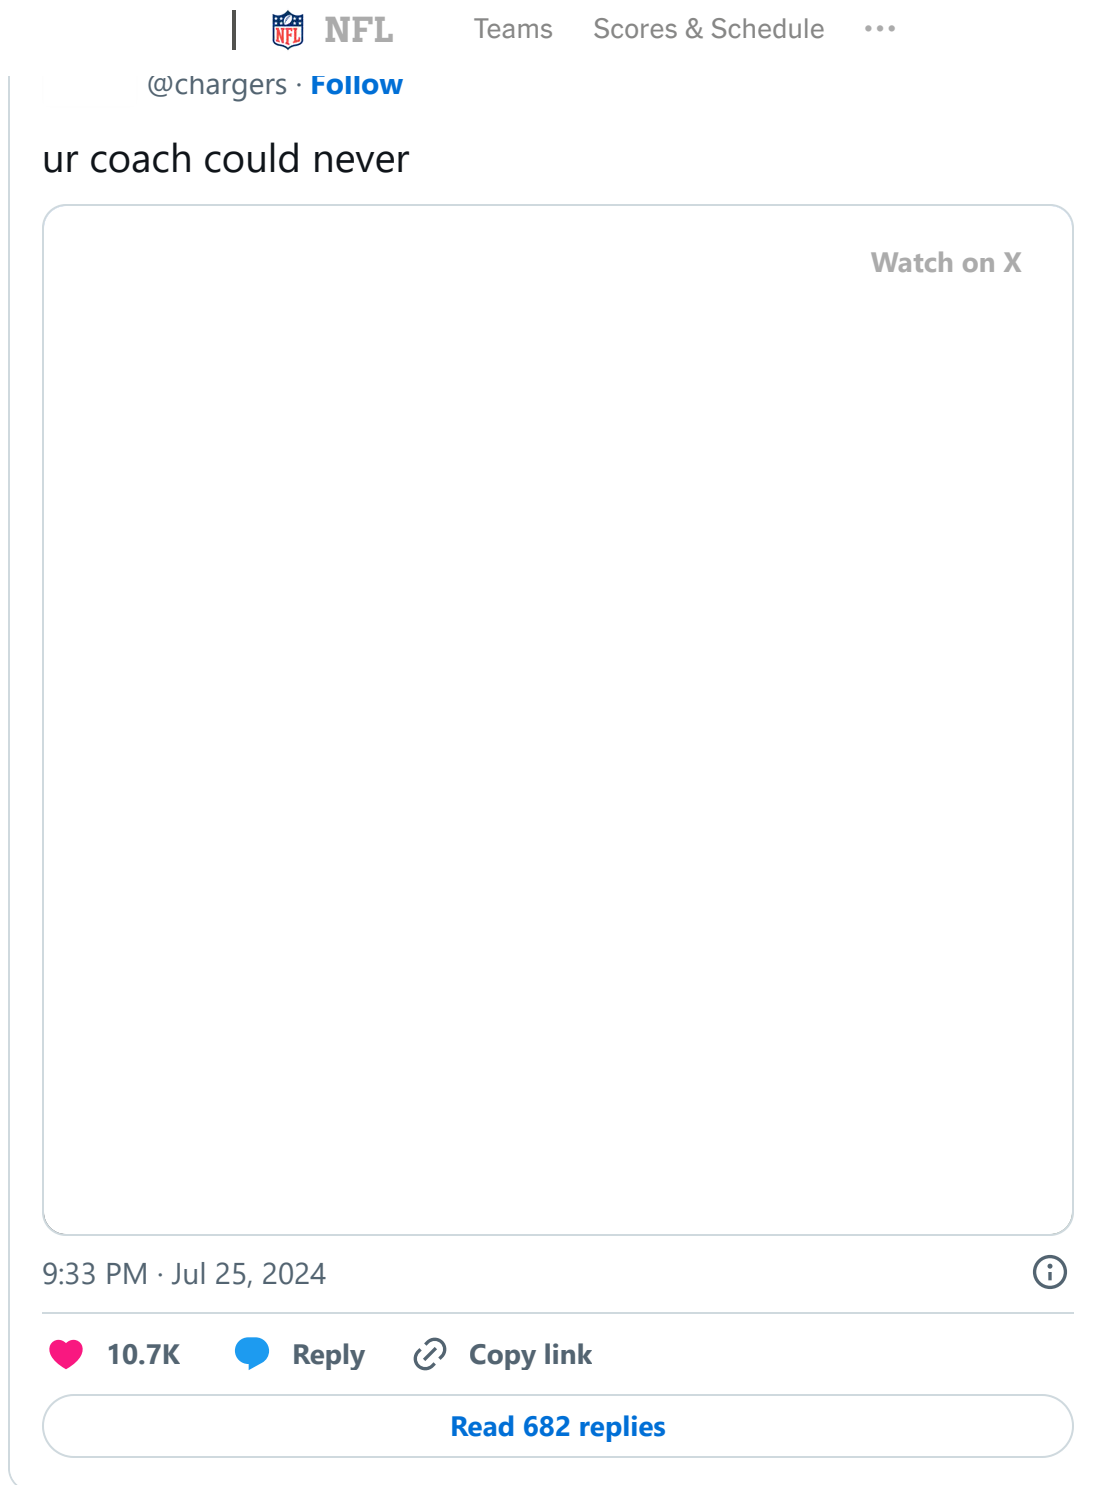 NFL NFL Teams Scores & Schedule
@chargers · Follow
ur coach could never
Watch on X
9:33 PM · Jul 25, 2024
10.7K Reply Copy link
Read 682 replies